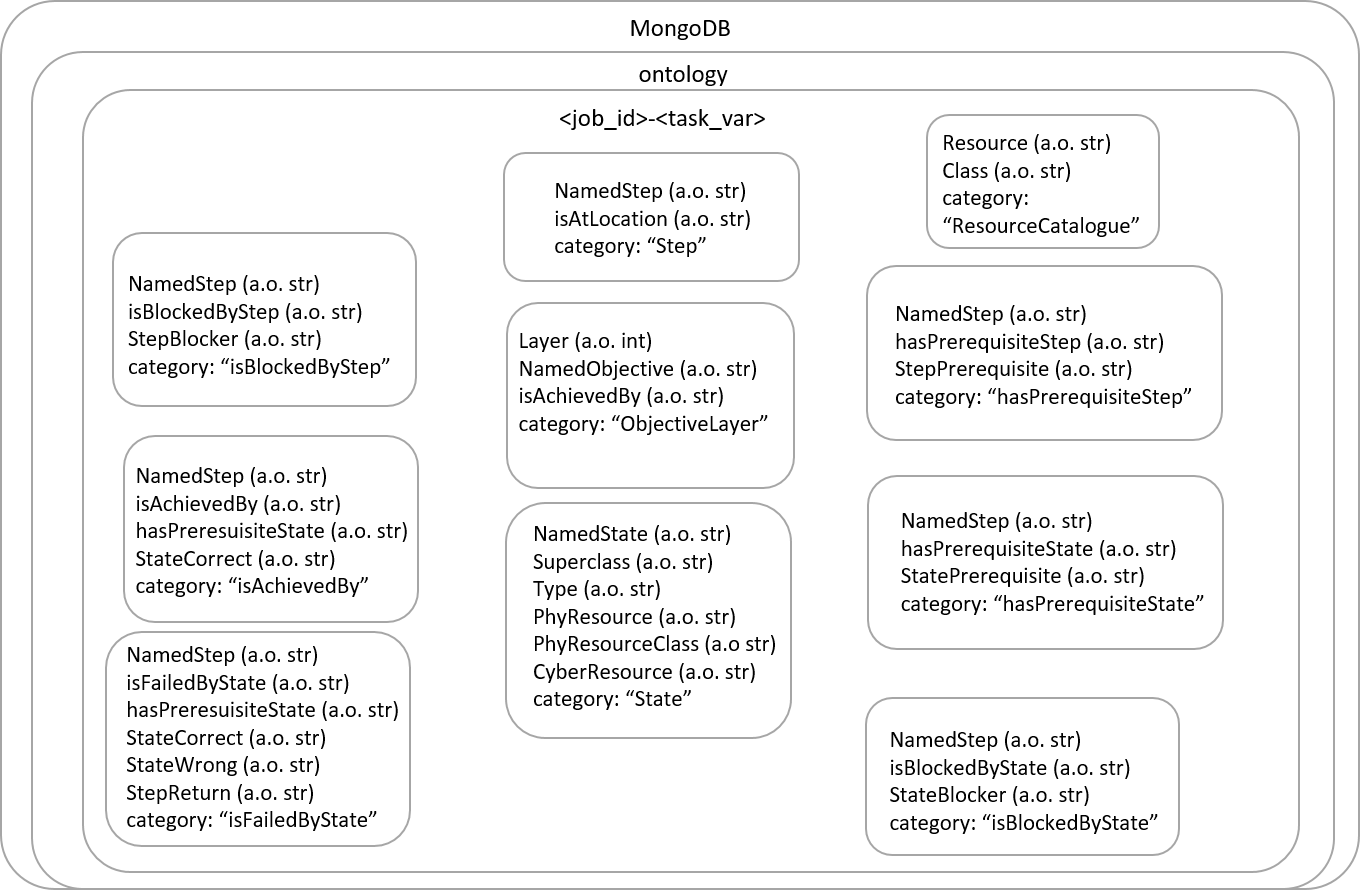 MongoDB
ontology
<job_id>-<task_var>
NamedStep (a.o. str)
isBlockedByStep (a.o. str)
StepBlocker (a.o. str)
category: “isBlockedByStep”
NamedStep (a.o. str)
isAchievedBy (a.o. str)
hasPreresuisiteState (a.o. str)
StateCorrect (a.o. str)
category: “isAchievedBy”
NamedStep (a.o. str)
isFailedByState (a.o. str)
hasPreresuisiteState (a.o. str)
StateCorrect (a.o. str)
StateWrong (a.o. str)
StepReturn (a.o. str)
category: “isFailedByState”
NamedStep (a.o. str)
isAtLocation (a.o. str)
category: “Step”
Layer (a.o. int)
NamedObjective (a.o. str)
isAchievedBy (a.o. str)
category: “ObjectiveLayer”
NamedState (a.o. str)
Superclass (a.o. str)
Type (a.o. str)
PhyResource (a.o. str)
PhyResourceClass (a.o str)
CyberResource (a.o. str)
category: “State”
Resource (a.o. str)
Class (a.o. str)
category:
“ResourceCatalogue”
NamedStep (a.o. str)
hasPrerequisiteStep (a.o. str)
StepPrerequisite (a.o. str)
category: “hasPrerequisiteStep”
NamedStep (a.o. str)
hasPrerequisiteState (a.o. str)
StatePrerequisite (a.o. str)
category: “hasPrerequisiteState”
NamedStep (a.o. str)
isBlockedByState (a.o. str)
StateBlocker (a.o. str)
category: “isBlockedByState”